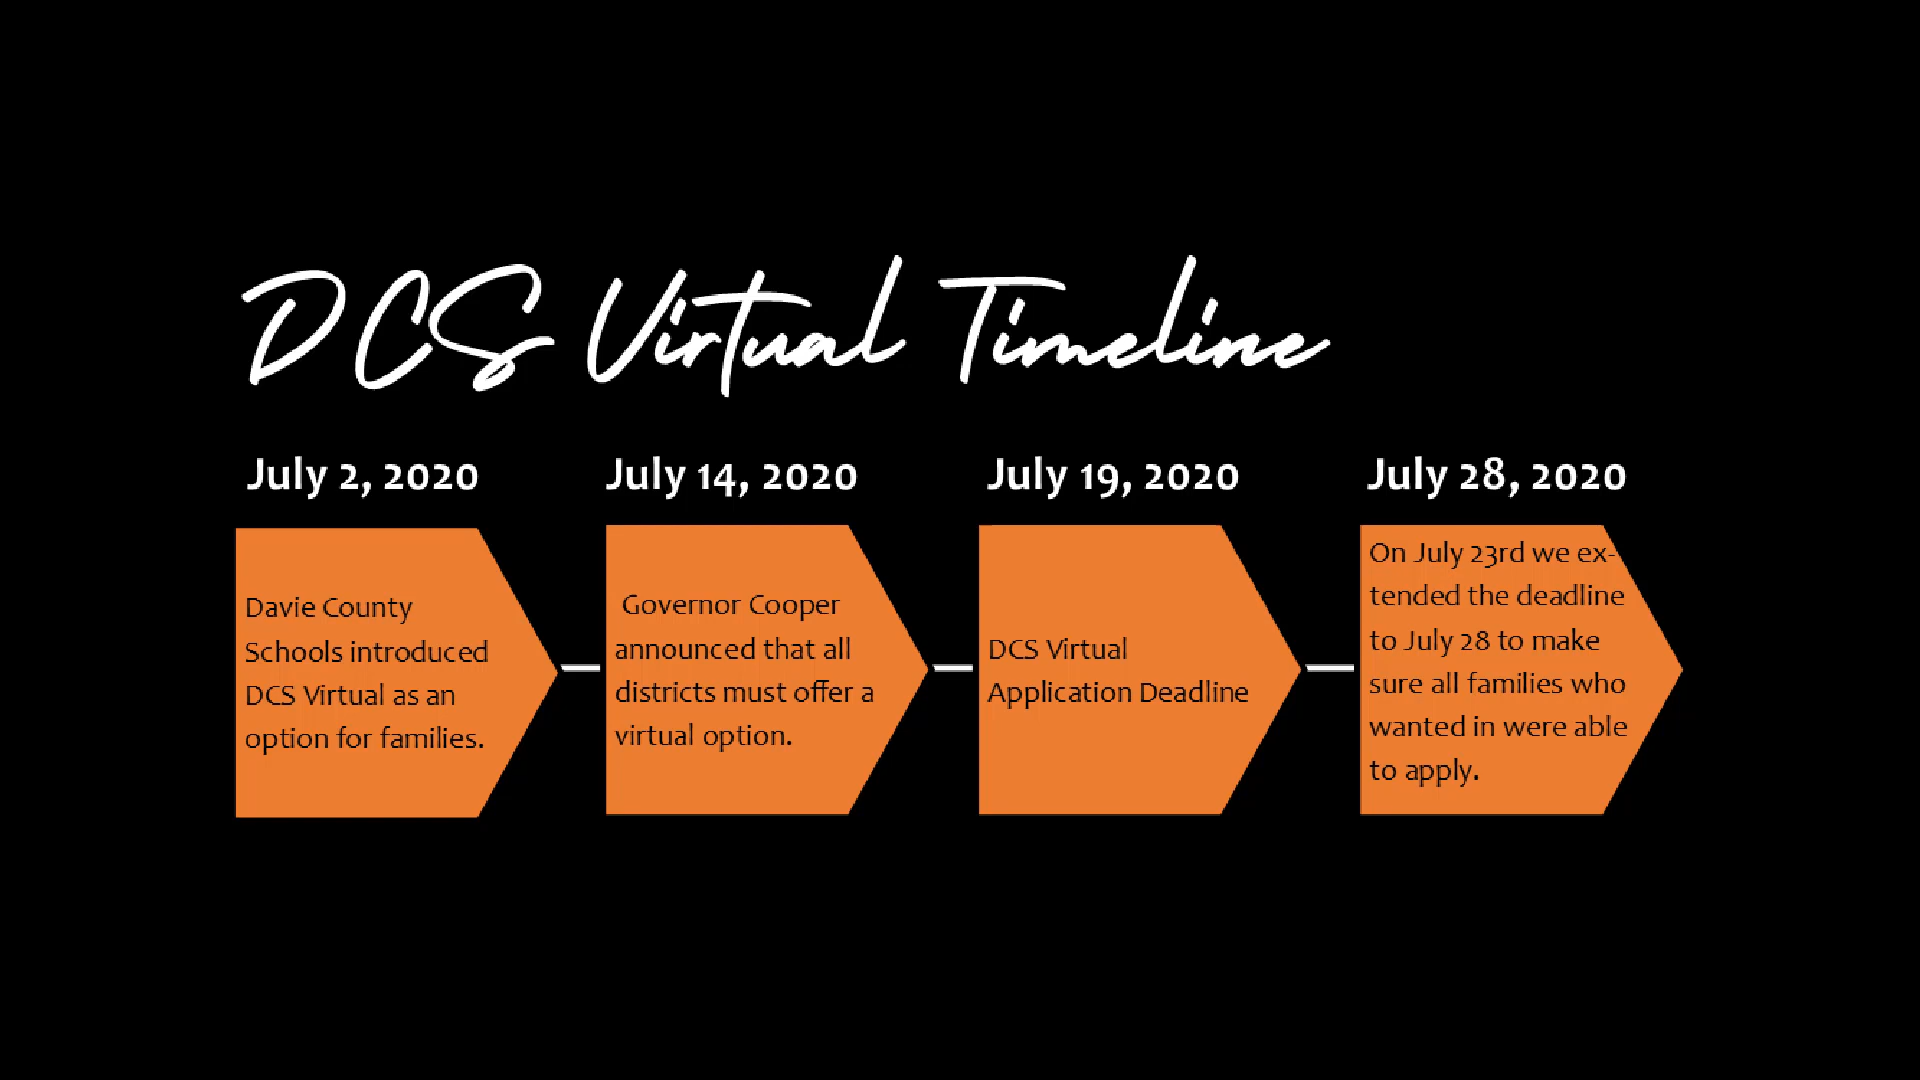 DCS Virtual Timeline
July 2, 2020
Davie County
Schools introduced
DCS Virtual as an
option for families.
July 14, 2020
Governor Cooper
announced that all
districts must offer a
virtual option.
July 19, 2020
DCS Virtual
Application Deadline
July 28, 2020
On July 23rd we ex-
tended the deadline
to July 28 to make
sure all families who
wanted in were able
to apply.